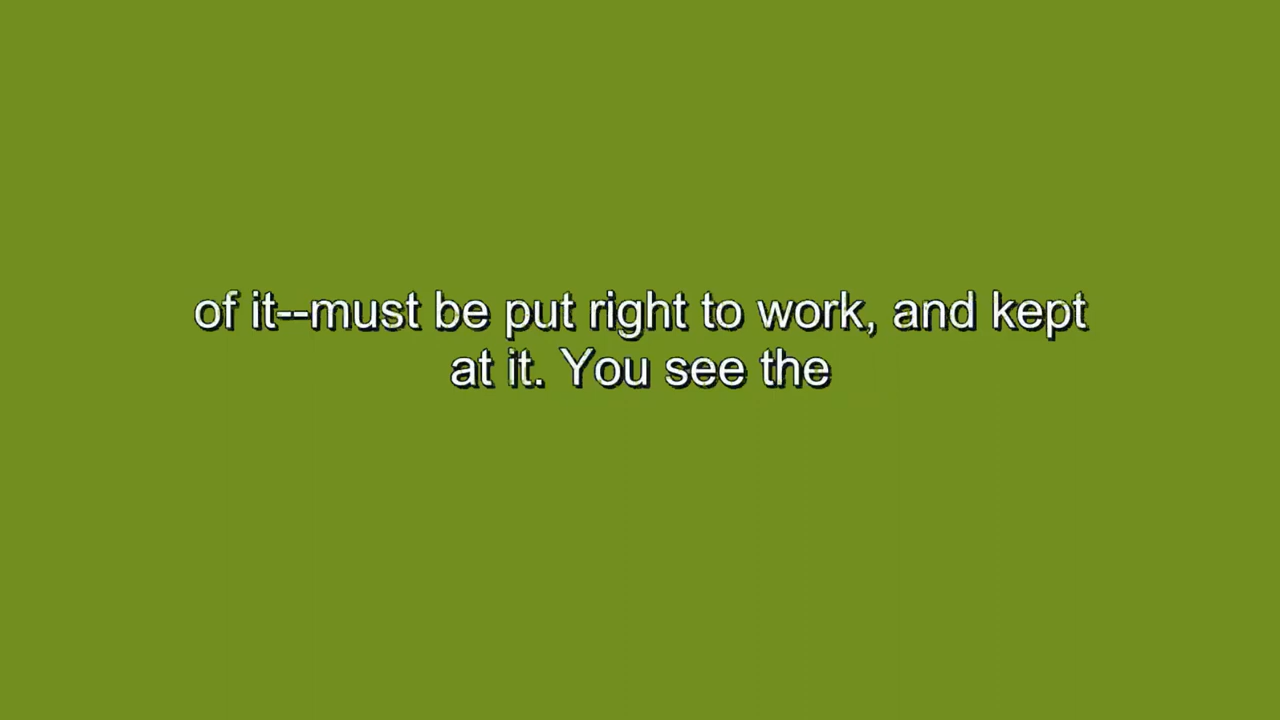 of it--must be put right to work, and kept
at it. You see the